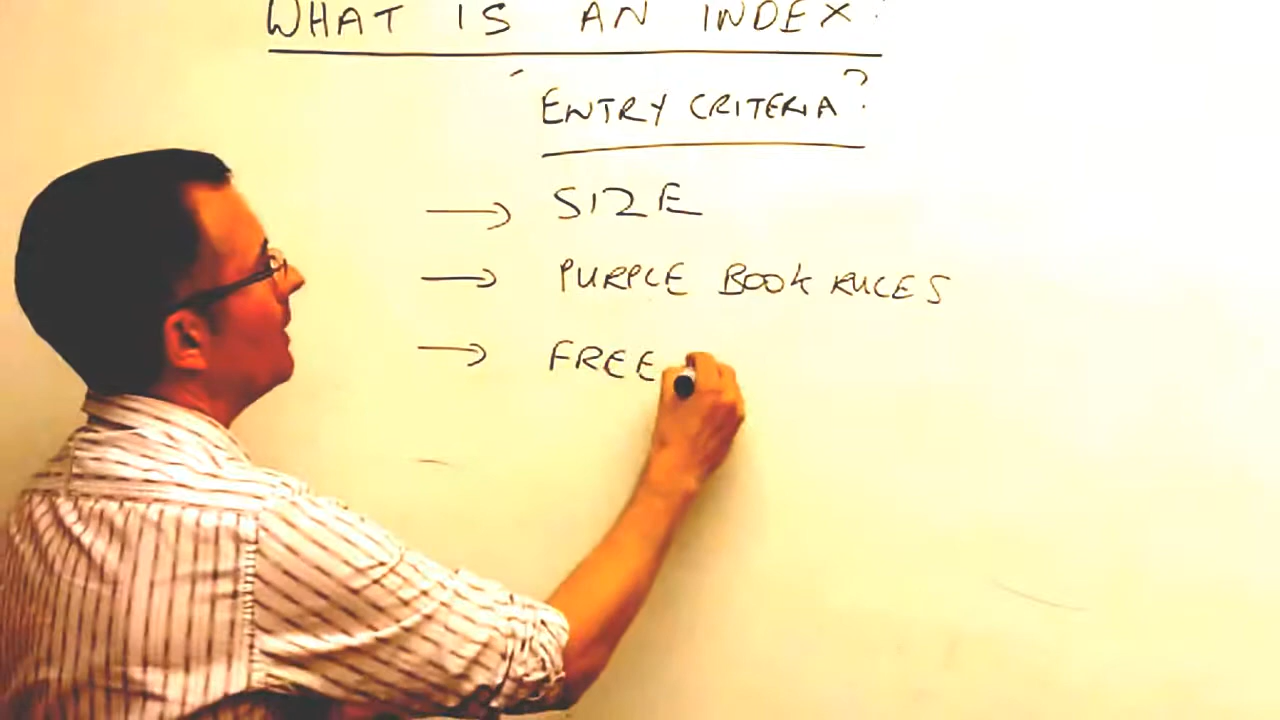 WHAT IS AN INDEX?
ENTRY CRITERIA?
→ SIZE
→ PURPLE BOOK RULES
→ FREE